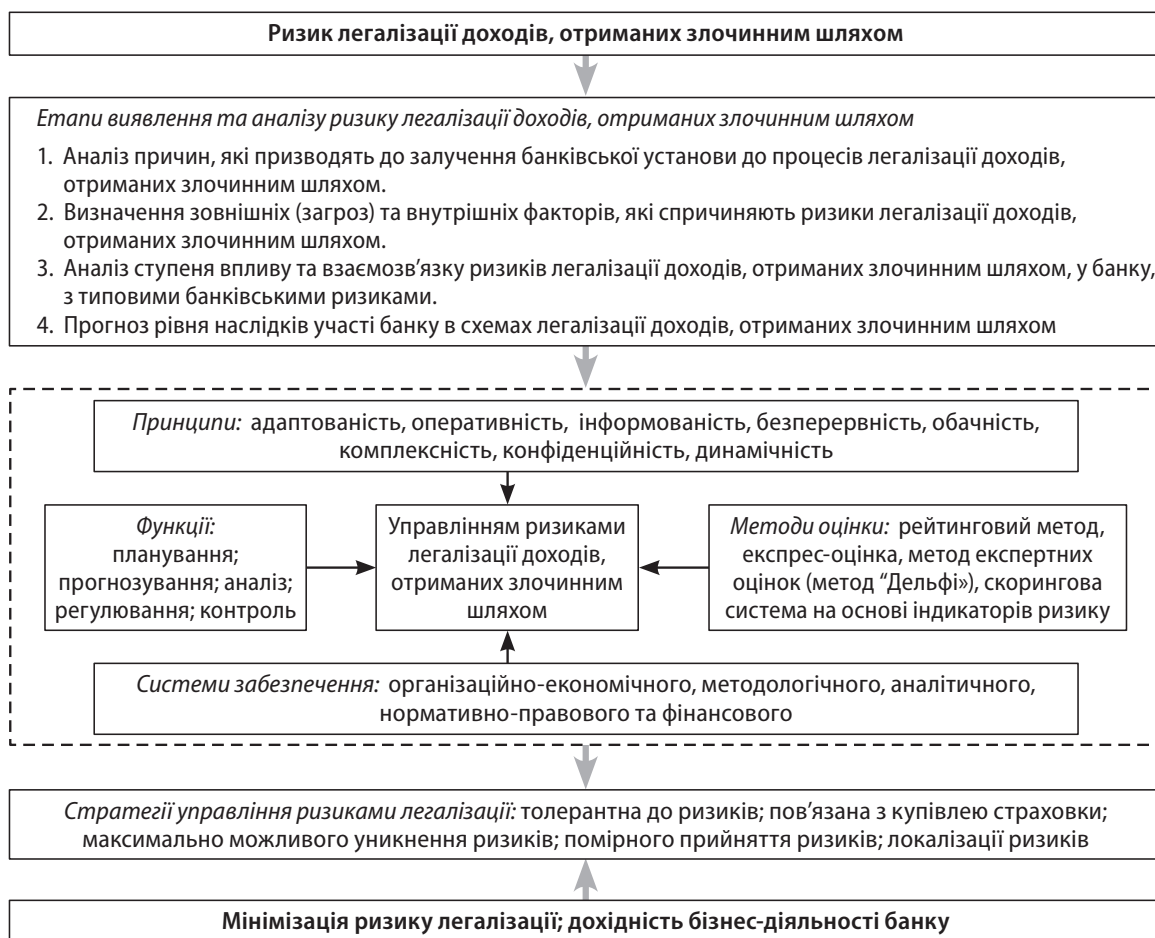 Ризик легалізації доходів, отриманих злочинним шляхом
Етапи виявлення та аналізу ризику легалізації доходів, отриманих злочинним шляхом
1. Аналіз причин, які призводять до залучення банківської установи до процесів легалізації доходів,
отриманих злочинним шляхом.
2. Визначення зовнішніх (загроз) та внутрішніх факторів, які спричиняють ризики легалізації доходів,
отриманих злочинним шляхом.
3. Аналіз ступеня впливу та взаємозв'язку ризиків легалізації доходів, отриманих злочинним шляхом, у банку,
з типовими банківськими ризиками.
4. Прогноз рівня наслідків участі банку в схемах легалізації доходів, отриманих злочинним шляхом
Принципи: адаптованість, оперативність, інформованість, безперервність, обачність,
комплексність, конфіденційність, динамічність
Функції:
планування;
прогнозування; аналіз;
регулювання; контроль
Управлінням ризиками
легалізації доходів,
отриманих злочинним
шляхом
Методи оцінки: рейтинговий метод,
експрес-оцінка, метод експертних
оцінок (метод “Дельфі»), скорингова
система на основі індикаторів ризику
Системи забезпечення: організаційно-економічного, методологічного, аналітичного,
нормативно-правового та фінансового
Стратегії управління ризиками легалізації: толерантна до ризиків; пов’язана з купівлею страховки;
максимально можливого уникнення ризиків; помірного прийняття ризиків; локалізації ризиків
Мінімізація ризику легалізації; дохідність бізнес-діяльності банку